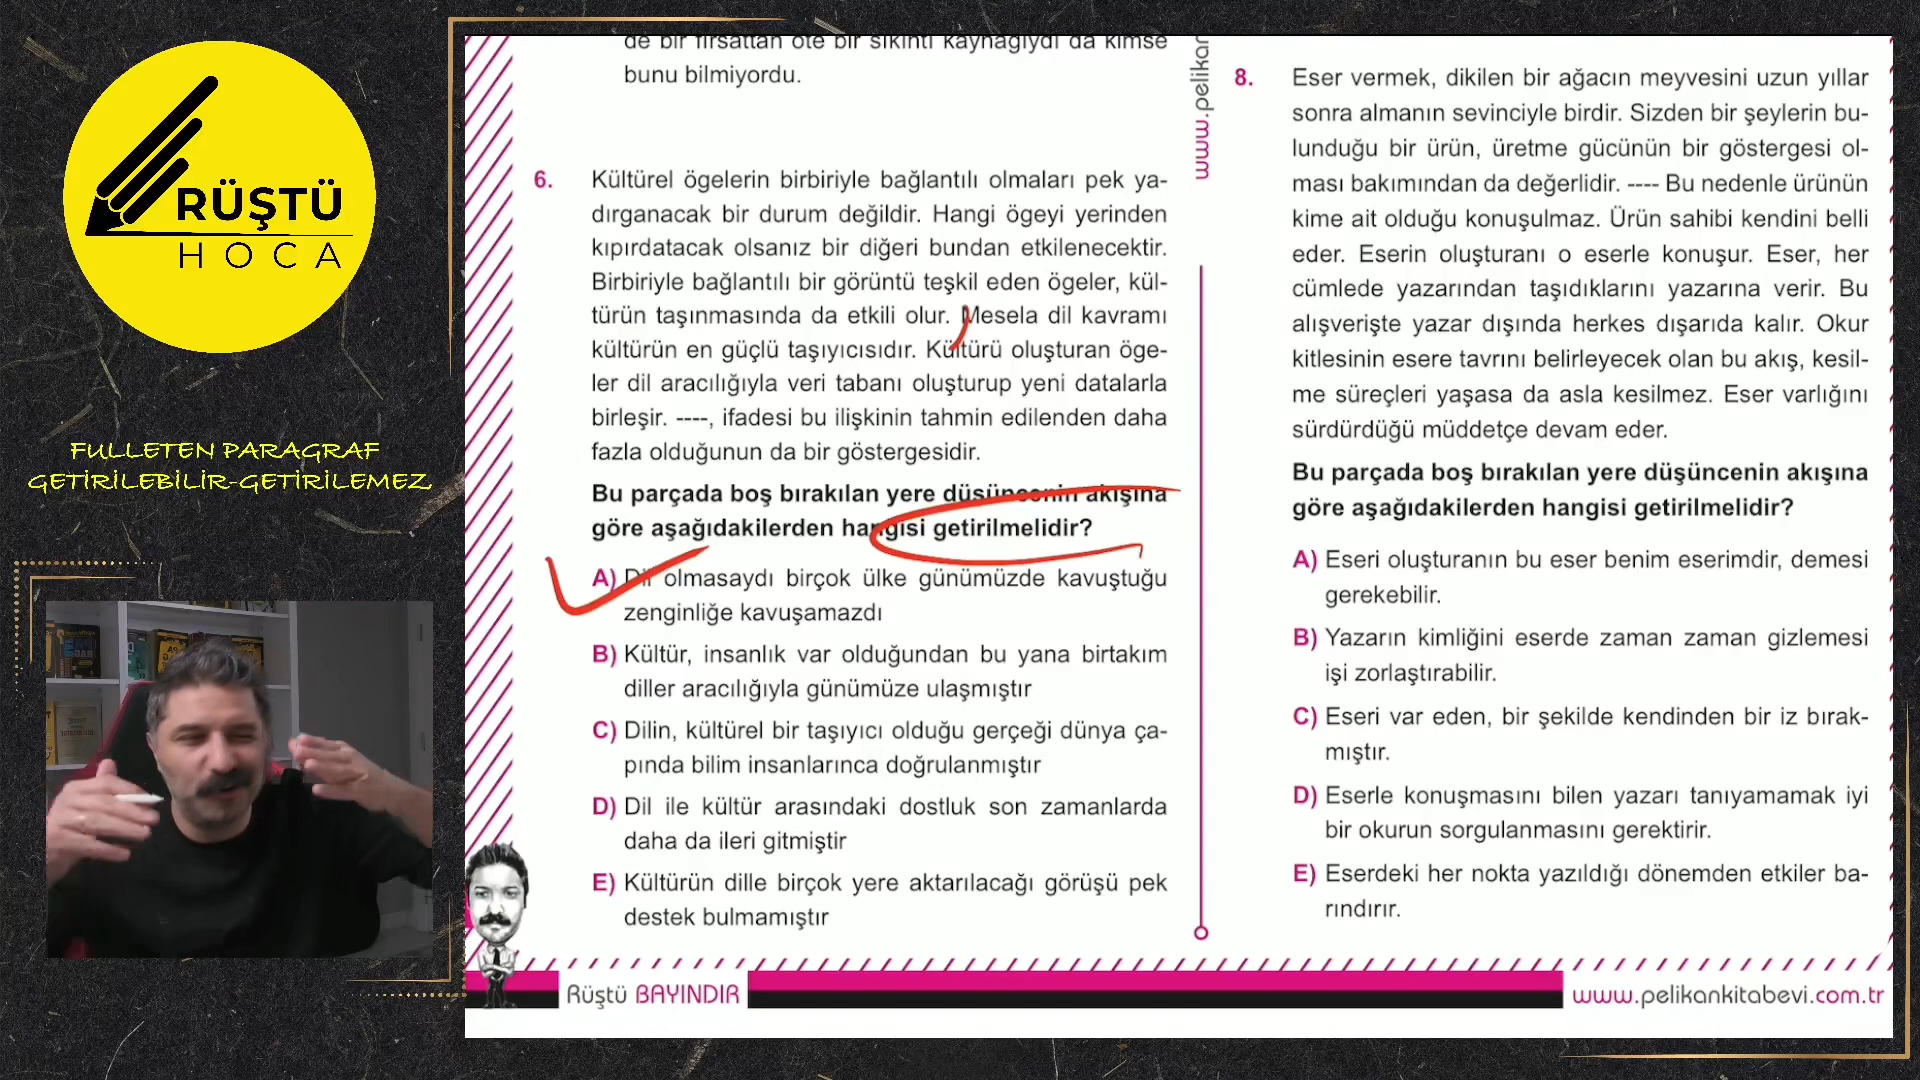 RÜŞTÜ
HOCA
FULLETEN PARAGRAF
GETİRİLEBİLİR-GETİRİLEMEZ,
de bir fırsattan öte bir sıkıntı kaynağıydı da kimse
bunu bilmiyordu.
6. Kültürel ögelerin birbiriyle bağlantılı olmaları pek ya-
dırganacak bir durum değildir. Hangi ögeyi yerinden
kıpırdatacak olsanız bir diğeri bundan etkilenecektir.
Birbiriyle bağlantılı bir görüntü teşkil eden ögeler, kül-
türün taşınmasında da etkili olur. Mesela dil kavramı
kültürün en güçlü taşıyıcısıdır. Kültürü oluşturan öge-
ler dil aracılığıyla veri tabanı oluşturup yeni datalarla
birleşir. ----, ifadesi bu ilişkinin tahmin edilenden daha
fazla olduğunun da bir göstergesidir.
Bu parçada boş bırakılan yere düşüncenin akışına
göre aşağıdakilerden hangisi getirilmelidir?
A) Dil olmasaydı birçok ülke günümüzde kavuştuğu
zenginliğe kavuşamazdı
B) Kültür, insanlık var olduğundan bu yana birtakım
diller aracılığıyla günümüze ulaşmıştır
C) Dilin, kültürel bir taşıyıcı olduğu gerçeği dünya ça-
pında bilim insanlarınca doğrulanmıştır
D) Dil ile kültür arasındaki dostluk son zamanlarda
daha da ileri gitmiştir
E) Kültürün dille birçok yere aktarılacağı görüşü pek
destek bulmamıştır
www.pelikan
8. Eser vermek, dikilen bir ağacın meyvesini uzun yıllar
sonra almanın sevinciyle birdir. Sizden bir şeylerin bu-
lunduğu bir ürün, üretme gücünün bir göstergesi ol-
ması bakımından da değerlidir. ---- Bu nedenle ürünün
kime ait olduğu konuşulmaz. Ürün sahibi kendini belli
eder. Eserin oluşturanı o eserle konuşur. Eser, her
cümlede yazarından taşıdıklarını yazarına verir. Bu
alışverişte yazar dışında herkes dışarıda kalır. Okur
kitlesinin esere tavrını belirleyecek olan bu akış, kesil-
me süreçleri yaşasa da asla kesilmez. Eser varlığını
sürdürdüğü müddetçe devam eder.
Bu parçada boş bırakılan yere düşüncenin akışına
göre aşağıdakilerden hangisi getirilmelidir?
A) Eseri oluşturanın bu eser benim eserimdir, demesi
gerekebilir.
B) Yazarın kimliğini eserde zaman zaman gizlemesi
işi zorlaştırabilir.
C) Eseri var eden, bir şekilde kendinden bir iz bırak-
mıştır.
D) Eserle konuşmasını bilen yazarı tanıyamamak iyi
bir okurun sorgulanmasını gerektirir.
E) Eserdeki her nokta yazıldığı dönemden etkiler ba-
rındırır.
Rüştü BAYINDIR
www.pelikankitabevi.com.tr